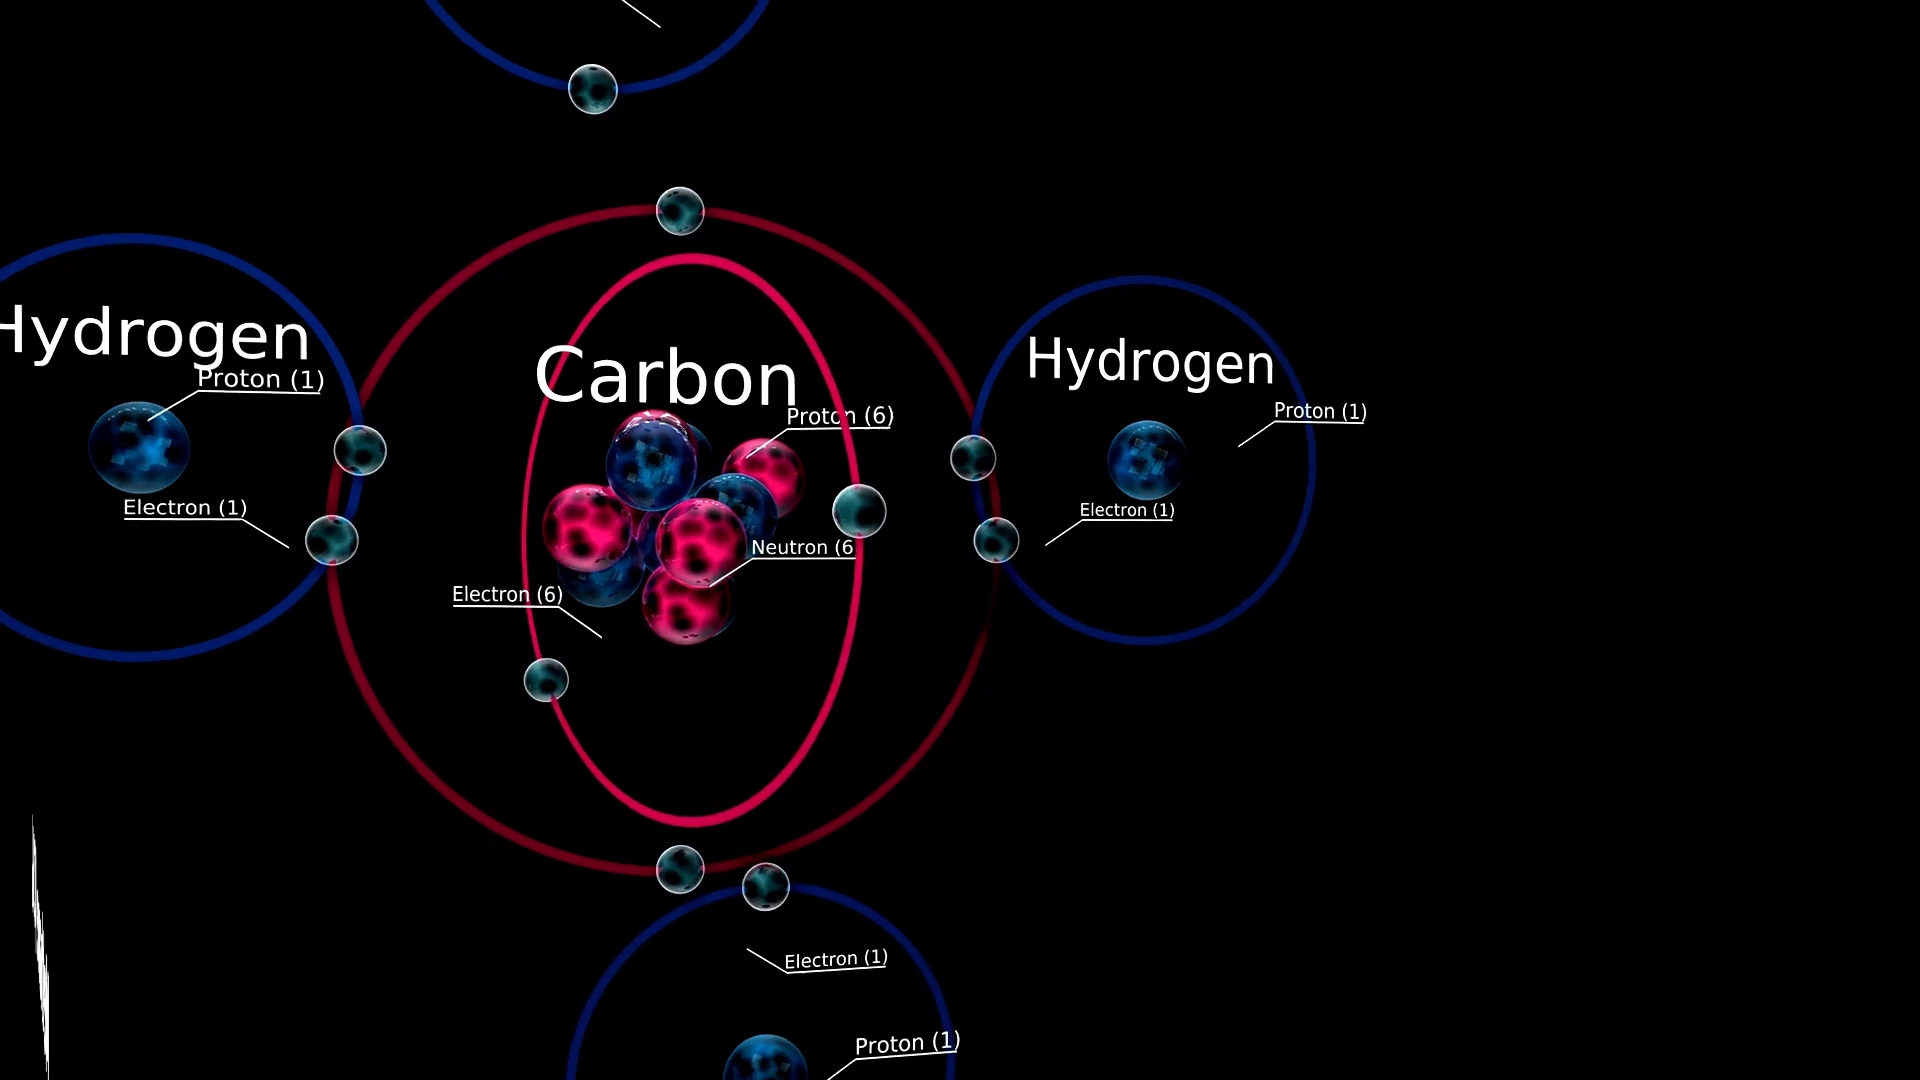 Hydrogen
Proton (1)
Electron (1)
Carbon
Proton (6)
Neutron (6
Electron (6)
Hydrogen
Proton (1)
Electron (1)
Electron (1)
Proton (1)